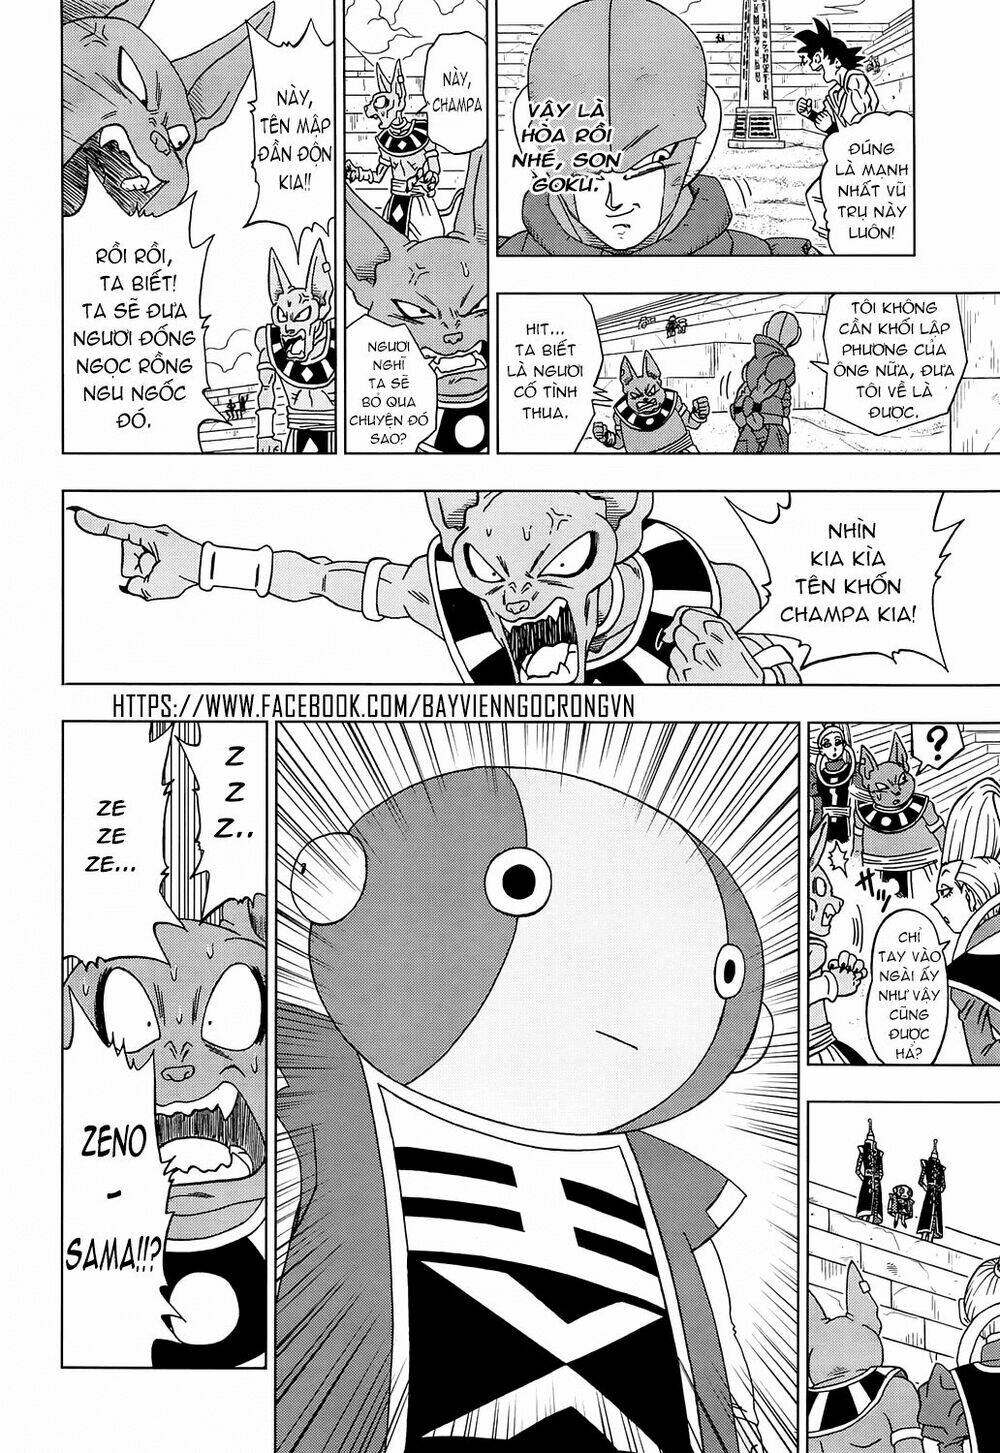 ĐÚNG
LÀ MẠNH
NHẤT VŨ
TRỤ NÀY
LUÔN!
VẬY LÀ
HÒA RỒI
NHÉ, SON
GOKU.
TÔI KHÔNG
CẦN KHỐI LẬP
PHƯƠNG CỦA
ÔNG NỮA, ĐƯA
TÔI VỀ LÀ
ĐƯỢC.
HIT...
TA BIẾT
LÀ NGƯƠI
CỐ TÌNH
THUA.
NÀY,
CHAMPA
NGƯƠI
NGHĨ
TA SẼ
BỎ QUA
CHUYỆN ĐÓ
SAO?
NÀY,
TÊN MẬP
ĐẦN ĐỘN
KIA!!
RỒI RỒI,
TA BIẾT!
TA SẼ ĐƯA
NGƯƠI ĐỐNG
NGỌC RỒNG
NGU NGỐC
ĐÓ.
NHÌN
KIA KÌA
TÊN KHỐN
CHAMPA KIA!
HTTPS://WWW.FACEBOOK.COM/BAYVIENNGOCRONGVN
?
CHỈ
TAY VÀO
NGÀI ẤY
NHƯ VẬY
CŨNG
ĐƯỢC
HẢ?
Z
Z
Z..
ZE
ZE
ZE...
ZENO
-
SAMA!!?